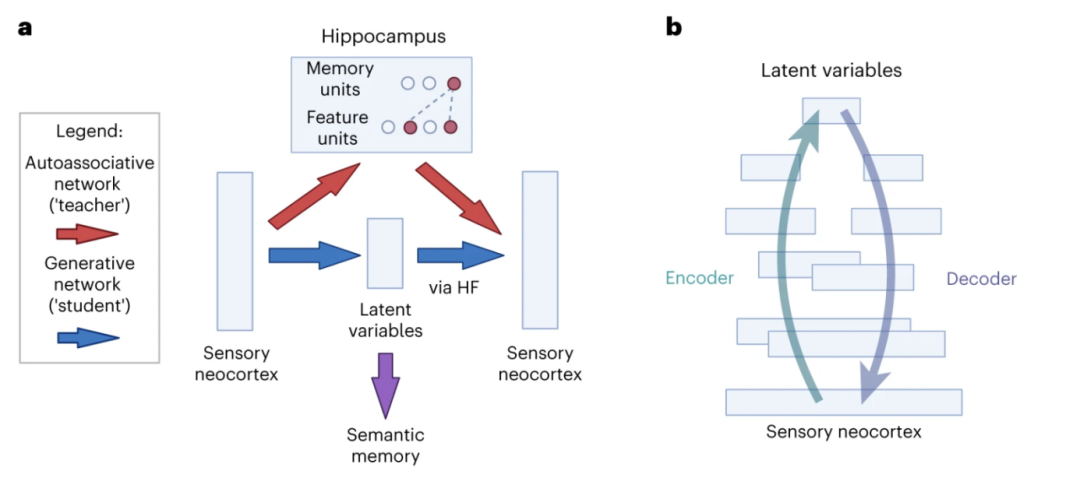 a
Hippocampus
Memory
units
Feature
units
Legend:
Autoassociative
network
('teacher')
Generative
network
('student')
via HF
Latent
variables
Sensory
neocortex
Sensory
neocortex
Semantic
memory
b
Latent variables
Encoder
Decoder
Sensory neocortex